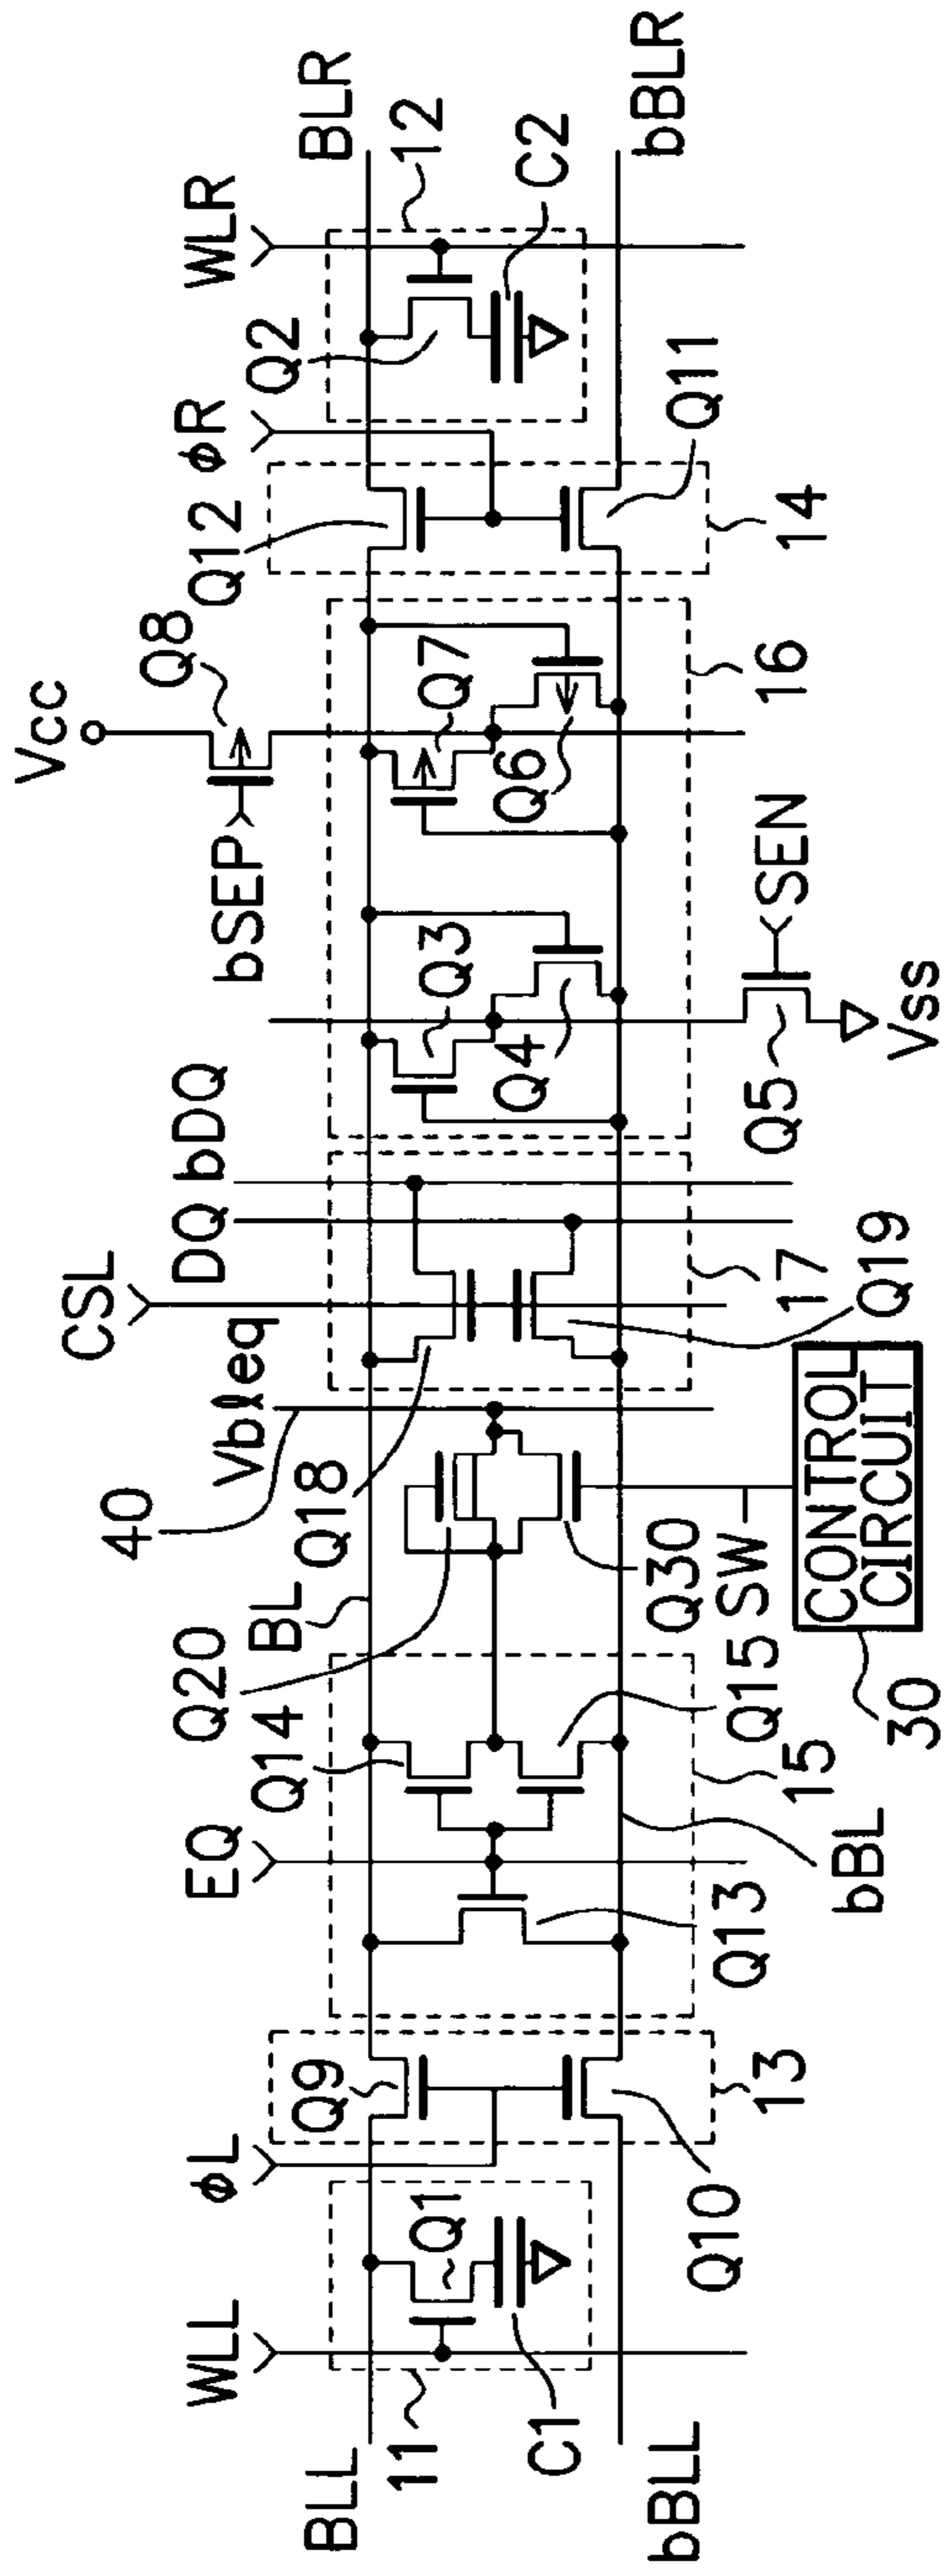 WLL
ϕL
EQ
Q14
Q20
40
Vbℓeq
CSL
DQ
bDQ
bSEP
Vcc
Q8
Q12
ϕR
Q2
WLR
BLL
11
Q1
Q9
BL
Q18
Q3
Q7
12
BLR
C1
Q4
Q6
C2
bBLL
Q10
13
Q13
bBL
15
Q15
Q30
SW
30
CONTROL
CIRCUIT
17
Q19
Q5
Vss
SEN
16
14
Q11
bBLR